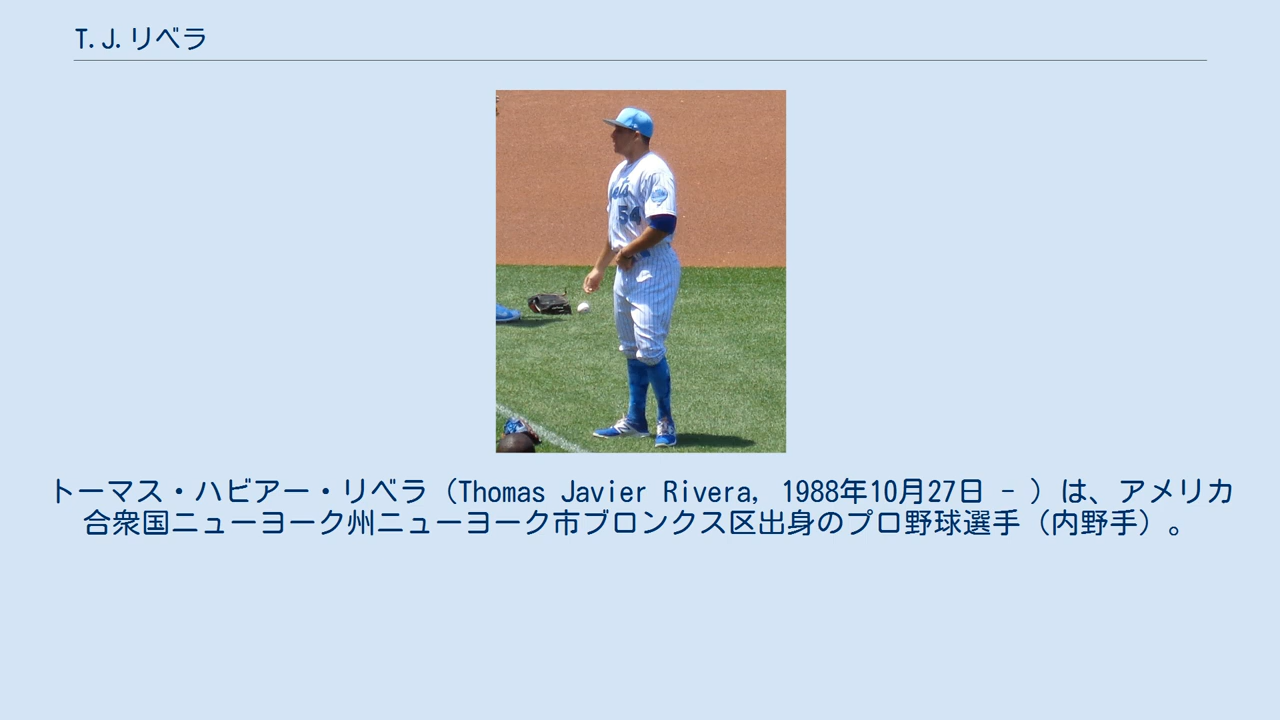 T.J.リベラ
54
トーマス・ハビアー・リベラ（Thomas Javier Rivera, 1988年10月27日 - ）は、アメリカ
合衆国ニューヨーク州ニューヨーク市ブロンクス区出身のプロ野球選手（内野手）。